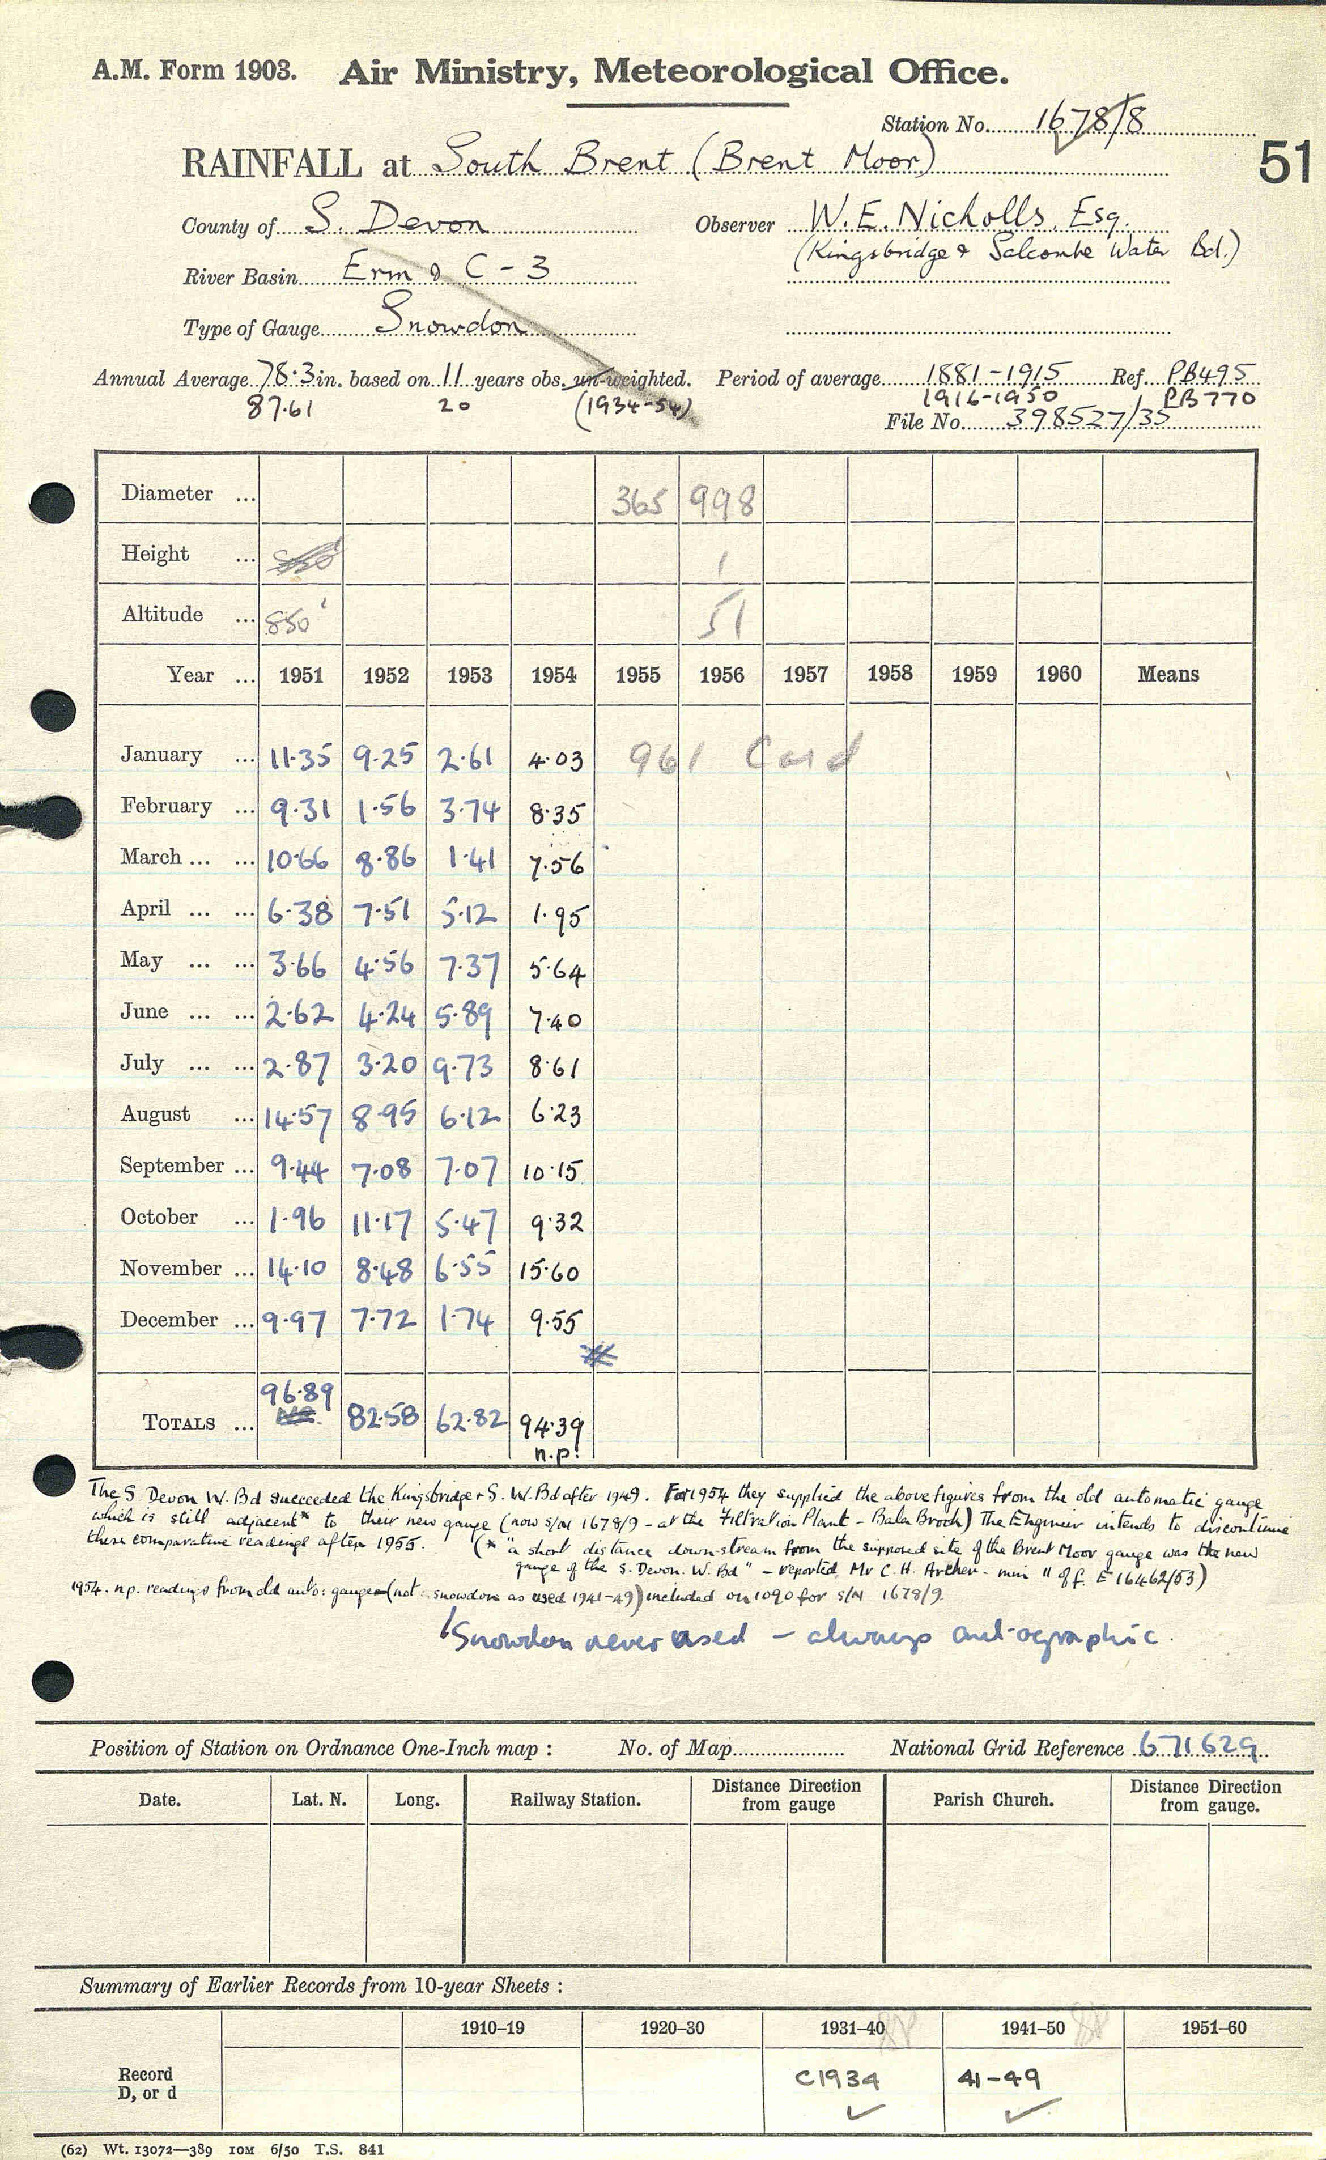 A.M. Form 1903. Air Ministry, Meteorological Office.
Station No. 1678/8
51
RAINFALL at South Brent (Brent Moor)
County of S. Devon Observer W.E. Nicholls, Esq.
(Kingsbridge & Salcombe Water Bd.)
River Basin Erm & C-3
Type of Gauge Snowdon
Annual Average 78.3 in. based on 11 years obs. un-weighted. Period of average 1881-1915 Ref. PB495
87.61 20 (1934-54) 1916-1950 PB770
File No. 398527/35
Diameter ... 365 998
Height ... 1
Altitude ... 850' 51
Year ... 1951 1952 1953 1954 1955 1956 1957 1958 1959 1960 Means
January ... 11.35 9.25 2.61 4.03 961 Card
February ... 9.31 1.56 3.74 8.35
March ... ... 10.66 8.86 1.41 7.56
April ... ... 6.38 7.51 5.12 1.95
May ... ... 3.66 4.56 7.37 5.64
June ... ... 2.62 4.24 5.89 7.40
July ... ... 2.87 3.20 9.73 8.61
August ... 14.57 8.95 6.12 6.23
September ... 9.44 7.08 7.07 10.15
October ... 1.96 11.17 5.47 9.32
November ... 14.10 8.48 6.55 15.60
December ... 9.97 7.72 1.74 9.55
TOTALS ... 96.89 82.58 62.82 94.39
n.p!
The S. Devon W. Bd succeeded the Kingsbridge & S. W. Bd after 1949. For 1954 they supplied the above figures from the old automatic gauge
which is still adjacent* to their new gauge (now s/n 1678/9 - at the Filtration Plant - Bala Brook) The Engineer intends to discontinue
these comparative readings after 1955. (* "a short distance down-stream from the supposed site of the Brent Moor gauge was the new
gauge of the S. Devon. W. Bd" - reported Mr C. H. Archer - min 11 of f. E 16462/53)
1954. n.p. readings from old auto: gauge (not snowdon as used 1941-49) included on 1090 for s/n 1678/9.
Snowdon never used - always autographic.
Position of Station on Ordnance One-Inch map : No. of Map National Grid Reference 671629
Date. Lat. N. Long. Railway Station. Distance Direction from gauge Parish Church. Distance Direction from gauge.
Summary of Earlier Records from 10-year Sheets :
1910–19 1920–30 1931–40 1941–50 1951–60
Record
D, or d C1934 41-49
(62) Wt. 13072—389 10M 6/50 T.S. 841